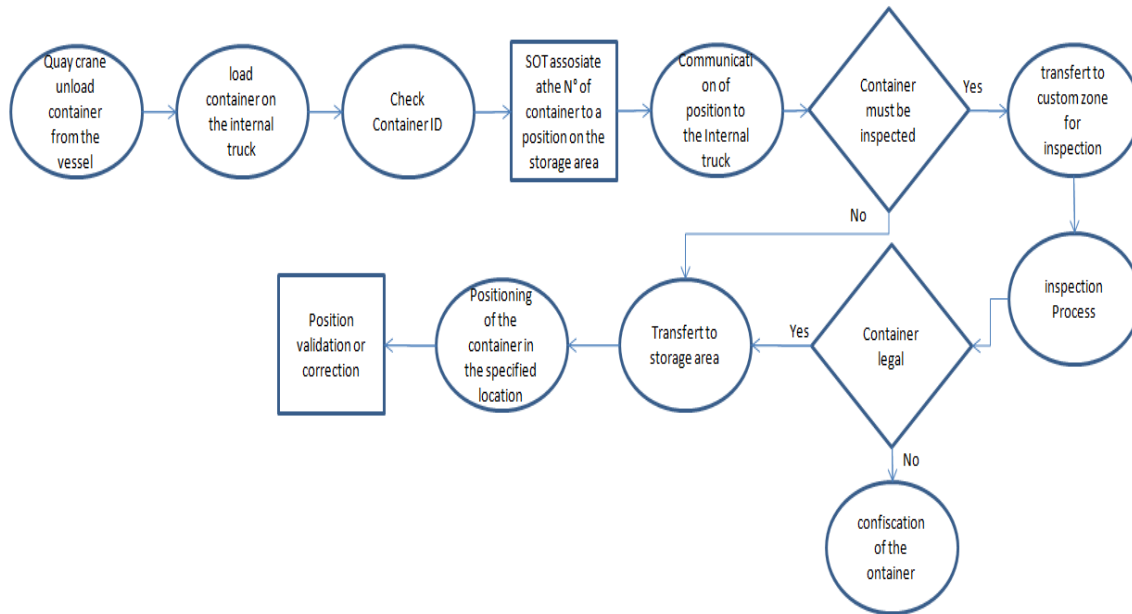 Quay crane
unload
container
from the
vessel
load
container on
the internal
truck
Check
Container ID
SOT assosiate
athe N° of
container to a
position on the
storage area
Communicati
on of
position to
the Internal
truck
Container
must be
inspected
Yes
transfert to
custom zone
for
inspection
No
inspection
Process
Container
legal
Yes
Transfert to
storage area
Positioning
of the
container in
the specified
location
Position
validation or
correction
No
confiscation
of the
ontainer